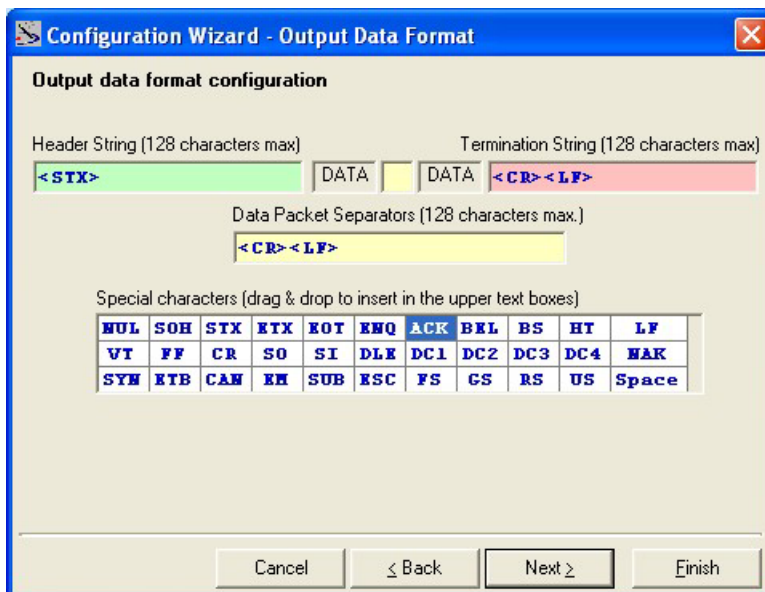 Configuration Wizard - Output Data Format
Output data format configuration
Header String (128 characters max) Termination String (128 characters max)
<STX> DATA DATA <CR><LF>
Data Packet Separators (128 characters max.)
<CR><LF>
Special characters (drag & drop to insert in the upper text boxes)
NUL SOH STX ETX EOT ENQ ACK BEL BS HT LF
VT FF CR SO SI DLE DC1 DC2 DC3 DC4 NAK
SYN ETB CAN EM SUB ESC FS GS RS US Space
Cancel < Back Next > Finish